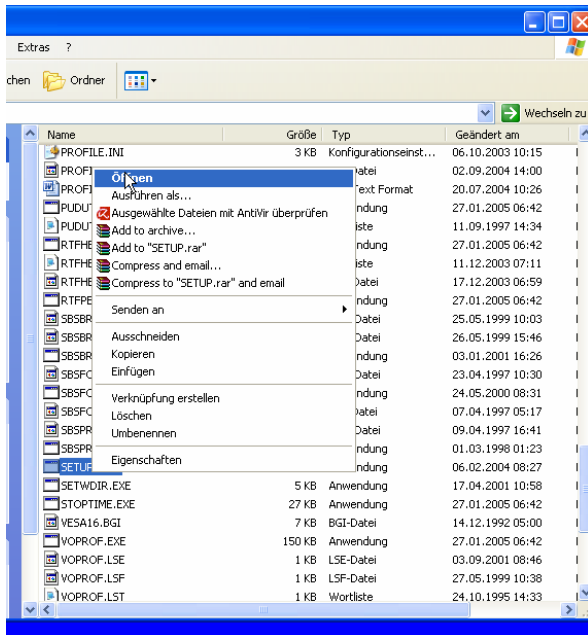 Extras ?
chen Ordner
Wechseln zu
Name Größe Typ Geändert am
PROFILE.INI 3 KB Konfigurationseinst... 06.10.2003 10:15
PROFI atei 02.09.2004 14:00
PROFI ext Format 20.07.2004 10:26
PUDU ndung 27.01.2005 06:42
PUDU iste 11.09.1997 14:34
RTFHE ndung 27.01.2005 06:42
RTFHE iste 11.12.2003 07:11
RTFHE Datei 17.12.2003 06:59
RTFPE ndung 27.01.2005 06:42
SBSBR Datei 25.05.1999 10:03
SBSBR Datei 26.09.1999 15:46
SBSBR ndung 03.01.2001 16:26
SBSFC Datei 23.04.1997 10:30
SBSFC ndung 24.05.2000 08:31
SBSFC Datei 07.04.1997 05:17
SBSPR Datei 09.04.1997 16:41
SBSPR ndung 01.03.1998 01:23
SETUP ndung 06.02.2004 08:27
SETWDIR.EXE 5 KB Anwendung 17.04.2001 10:58
STOPTIME.EXE 27 KB Anwendung 27.01.2005 06:42
VESA16.BGI 7 KB BGI-Datei 14.12.1992 05:00
VOPROF.EXE 150 KB Anwendung 27.01.2005 06:42
VOPROF.LSE 1 KB LSE-Datei 03.09.2001 08:46
VOPROF.LSF 1 KB LSF-Datei 27.05.1999 10:38
VOPROF.LST 1 KB Wortliste 24.10.1995 14:33
Öffnen
Ausführen als...
Ausgewählte Dateien mit AntiVir überprüfen
Add to archive...
Add to "SETUP.rar"
Compress and email...
Compress to "SETUP.rar" and email
Senden an
Ausschneiden
Kopieren
Einfügen
Verknüpfung erstellen
Löschen
Umbenennen
Eigenschaften